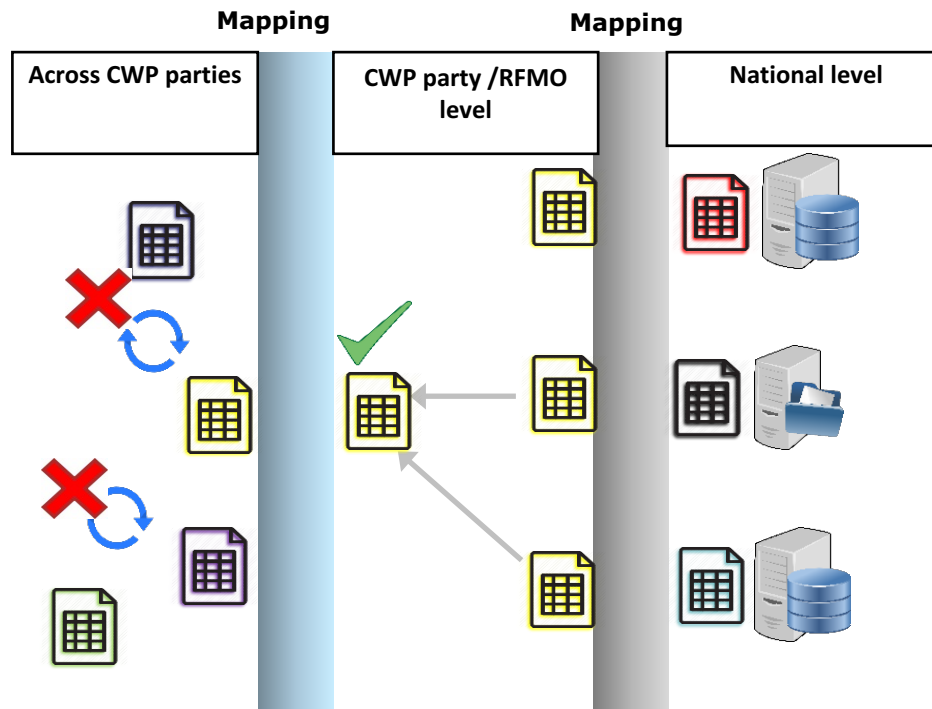 Mapping
Mapping
Across CWP parties
CWP party /RFMO
level
National level